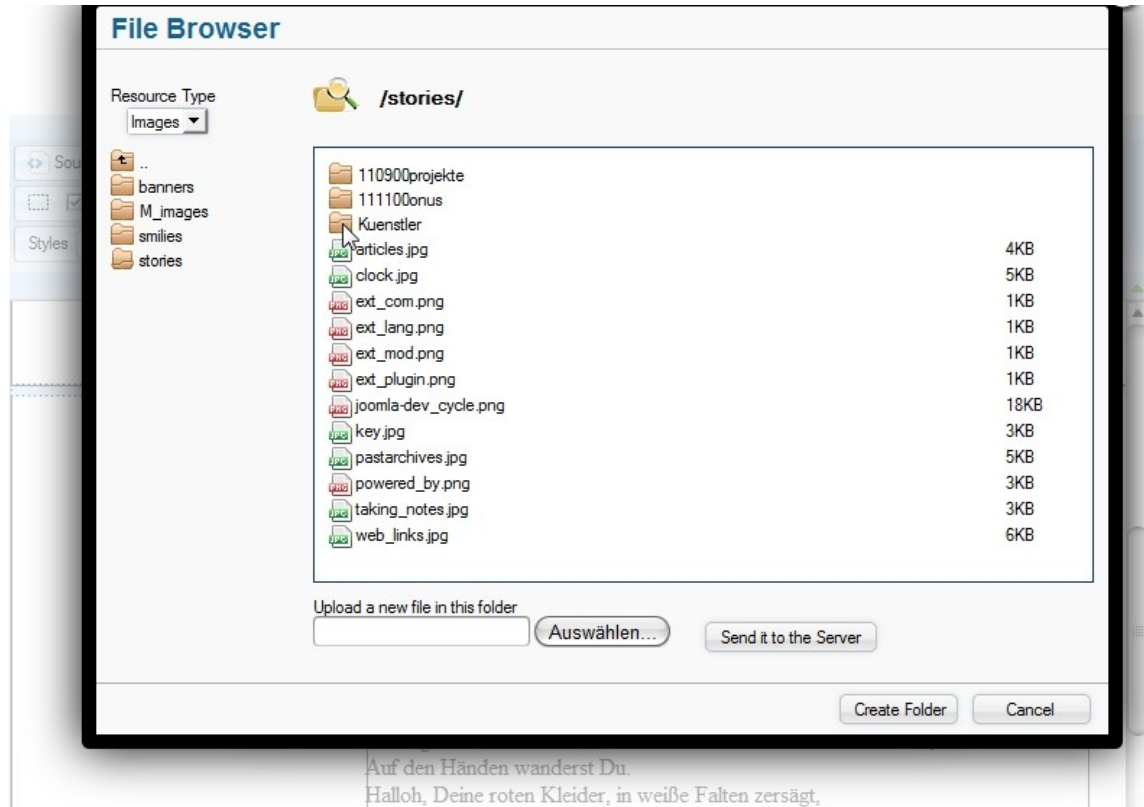 File Browser
Resource Type
Images
/stories/
..
banners
M_images
smilies
stories
110900projekte
111100onus
Kuenstler
articles.jpg 4KB
clock.jpg 5KB
ext_com.png 1KB
ext_lang.png 1KB
ext_mod.png 1KB
ext_plugin.png 1KB
joomla-dev_cycle.png 18KB
key.jpg 3KB
pastarchives.jpg 5KB
powered_by.png 3KB
taking_notes.jpg 3KB
web_links.jpg 6KB
Upload a new file in this folder
Auswählen...
Send it to the Server
Create Folder
Cancel
Sou
Styles
Auf den Händen wanderst Du.
Halloh, Deine roten Kleider, in weiße Falten zersägt,